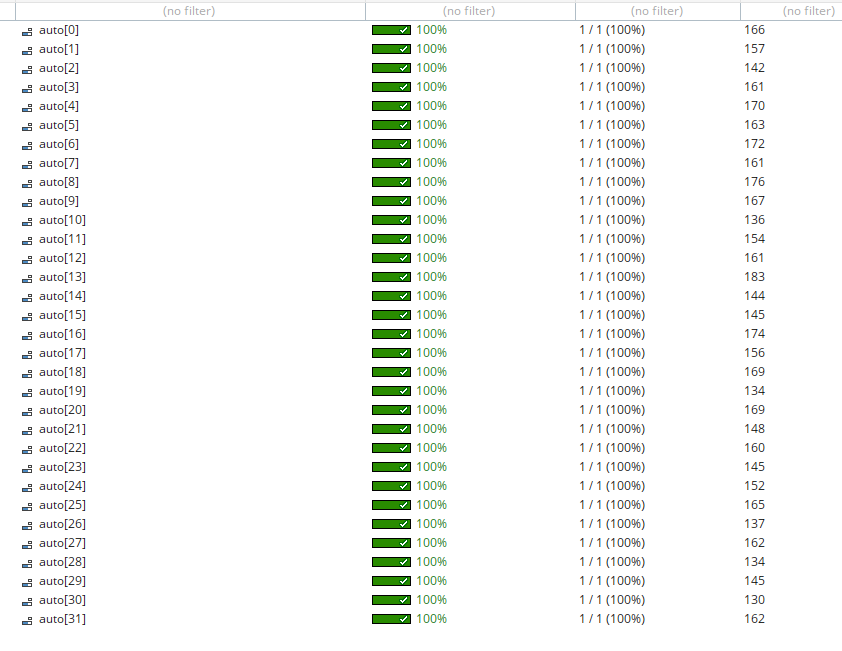 (no filter) (no filter) (no filter) (no filter)
auto[0] 100% 1 / 1 (100%) 166
auto[1] 100% 1 / 1 (100%) 157
auto[2] 100% 1 / 1 (100%) 142
auto[3] 100% 1 / 1 (100%) 161
auto[4] 100% 1 / 1 (100%) 170
auto[5] 100% 1 / 1 (100%) 163
auto[6] 100% 1 / 1 (100%) 172
auto[7] 100% 1 / 1 (100%) 161
auto[8] 100% 1 / 1 (100%) 176
auto[9] 100% 1 / 1 (100%) 167
auto[10] 100% 1 / 1 (100%) 136
auto[11] 100% 1 / 1 (100%) 154
auto[12] 100% 1 / 1 (100%) 161
auto[13] 100% 1 / 1 (100%) 183
auto[14] 100% 1 / 1 (100%) 144
auto[15] 100% 1 / 1 (100%) 145
auto[16] 100% 1 / 1 (100%) 174
auto[17] 100% 1 / 1 (100%) 156
auto[18] 100% 1 / 1 (100%) 169
auto[19] 100% 1 / 1 (100%) 134
auto[20] 100% 1 / 1 (100%) 169
auto[21] 100% 1 / 1 (100%) 148
auto[22] 100% 1 / 1 (100%) 160
auto[23] 100% 1 / 1 (100%) 145
auto[24] 100% 1 / 1 (100%) 152
auto[25] 100% 1 / 1 (100%) 165
auto[26] 100% 1 / 1 (100%) 137
auto[27] 100% 1 / 1 (100%) 162
auto[28] 100% 1 / 1 (100%) 134
auto[29] 100% 1 / 1 (100%) 145
auto[30] 100% 1 / 1 (100%) 130
auto[31] 100% 1 / 1 (100%) 162